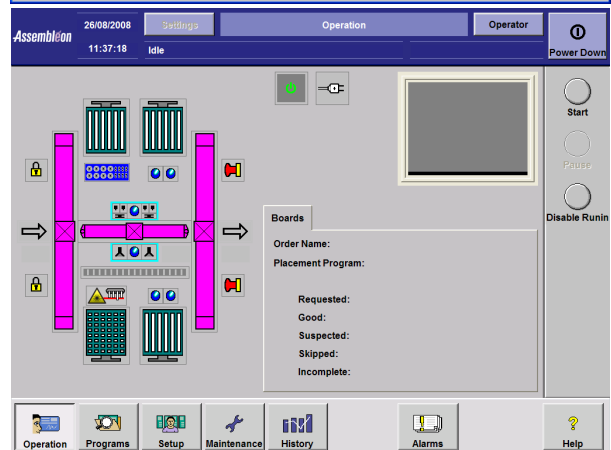 Assembléon
26/08/2008
Settings
Operation
Operator
Power Down
11:37:18
Idle
Start
Pause
Disable Runin
Boards
Order Name:
Placement Program:
Requested:
Good:
Suspected:
Skipped:
Incomplete:
Operation
Programs
Setup
Maintenance
History
Alarms
Help